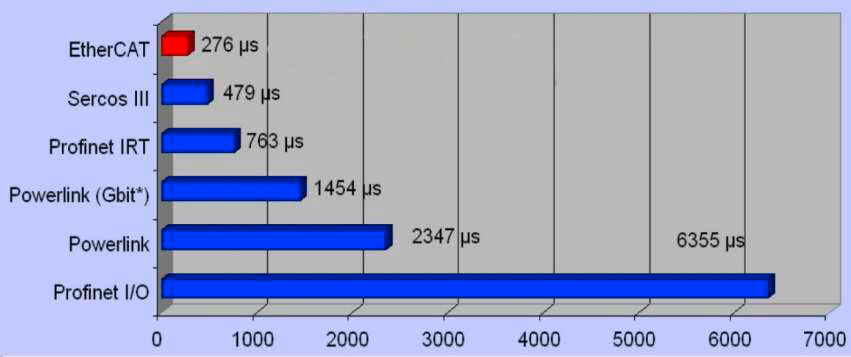 EtherCAT 276 µs
Sercos III 479 µs
Profinet IRT 763 µs
Powerlink (Gbit*) 1454 µs
Powerlink 2347 µs 6355 µs
Profinet I/O
0 1000 2000 3000 4000 5000 6000 7000